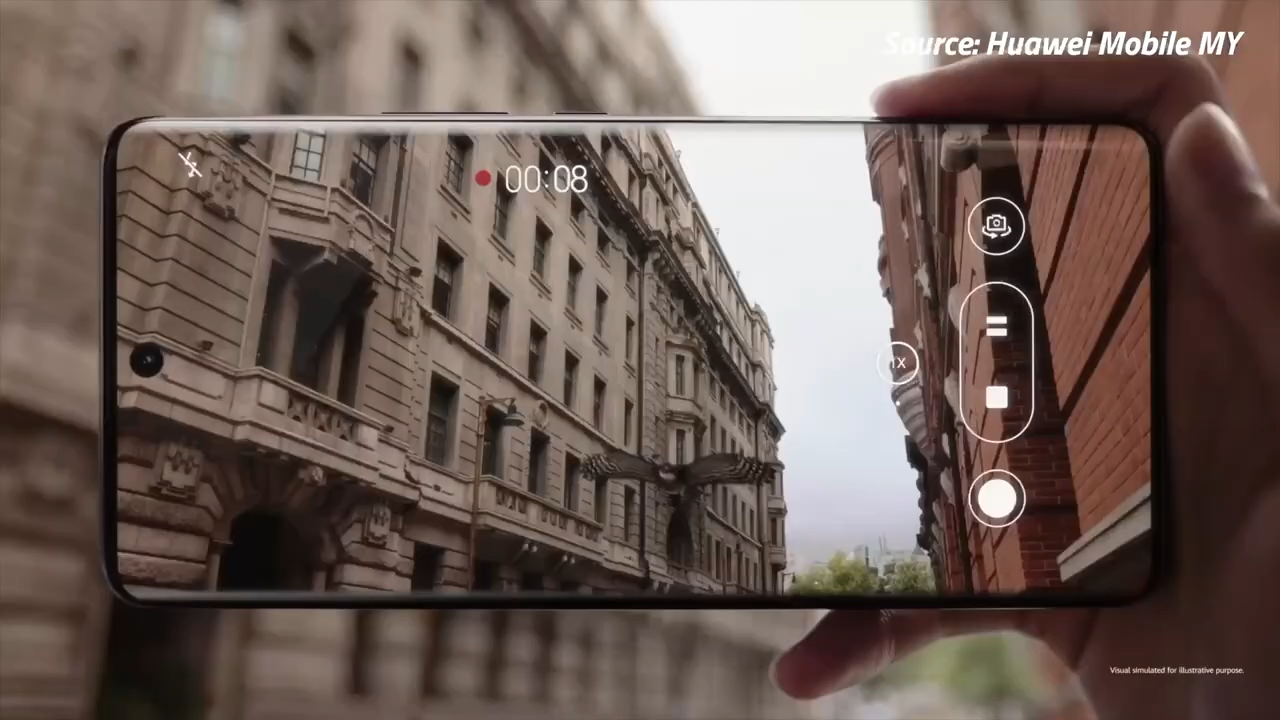 Source: Huawei Mobile MY
00:08
1X
Visual simulated for illustrative purpose.